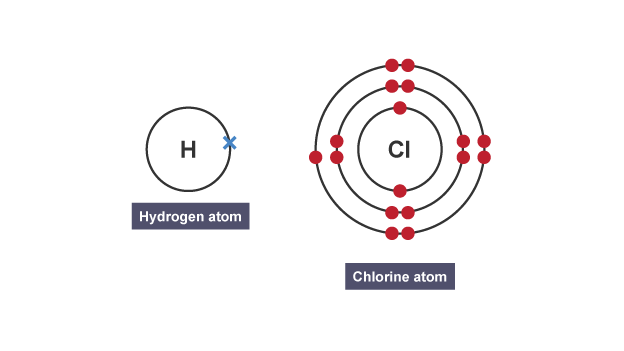 H
Cl
Hydrogen atom
Chlorine atom